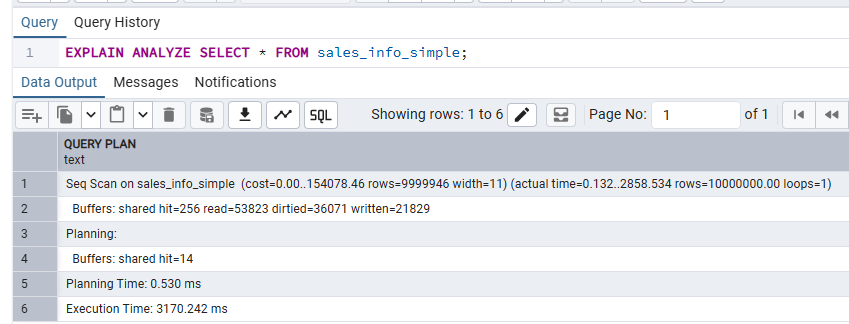 Query Query History
1 EXPLAIN ANALYZE SELECT * FROM sales_info_simple;
Data Output Messages Notifications
SQL Showing rows: 1 to 6 Page No: 1 of 1
QUERY PLAN
text
1 Seq Scan on sales_info_simple (cost=0.00..154078.46 rows=9999946 width=11) (actual time=0.132..2858.534 rows=10000000.00 loops=1)
2 Buffers: shared hit=256 read=53823 dirtied=36071 written=21829
3 Planning:
4 Buffers: shared hit=14
5 Planning Time: 0.530 ms
6 Execution Time: 3170.242 ms